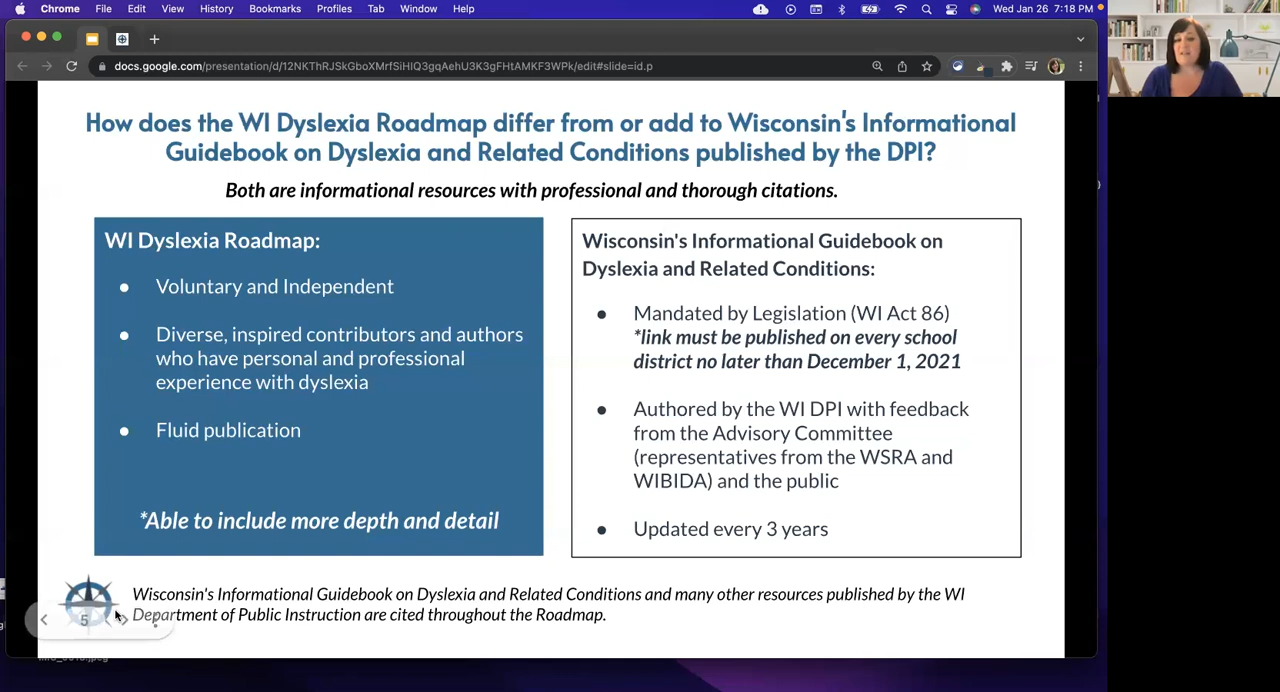 Chrome File Edit View History Bookmarks Profiles Tab Window Help Wed Jan 26 7:18 PM
docs.google.com/presentation/d/12NKThRJSkGboXMrfSiHIQ3gqAehU3K3gFHtAMKF3WPk/edit#slide=id.p
How does the WI Dyslexia Roadmap differ from or add to Wisconsin's Informational
Guidebook on Dyslexia and Related Conditions published by the DPI?
Both are informational resources with professional and thorough citations.
WI Dyslexia Roadmap:
● Voluntary and Independent
● Diverse, inspired contributors and authors
who have personal and professional
experience with dyslexia
● Fluid publication
*Able to include more depth and detail
Wisconsin's Informational Guidebook on
Dyslexia and Related Conditions:
● Mandated by Legislation (WI Act 86)
*link must be published on every school
district no later than December 1, 2021
● Authored by the WI DPI with feedback
from the Advisory Committee
(representatives from the WSRA and
WIBIDA) and the public
● Updated every 3 years
Wisconsin's Informational Guidebook on Dyslexia and Related Conditions and many other resources published by the WI
Department of Public Instruction are cited throughout the Roadmap.
5